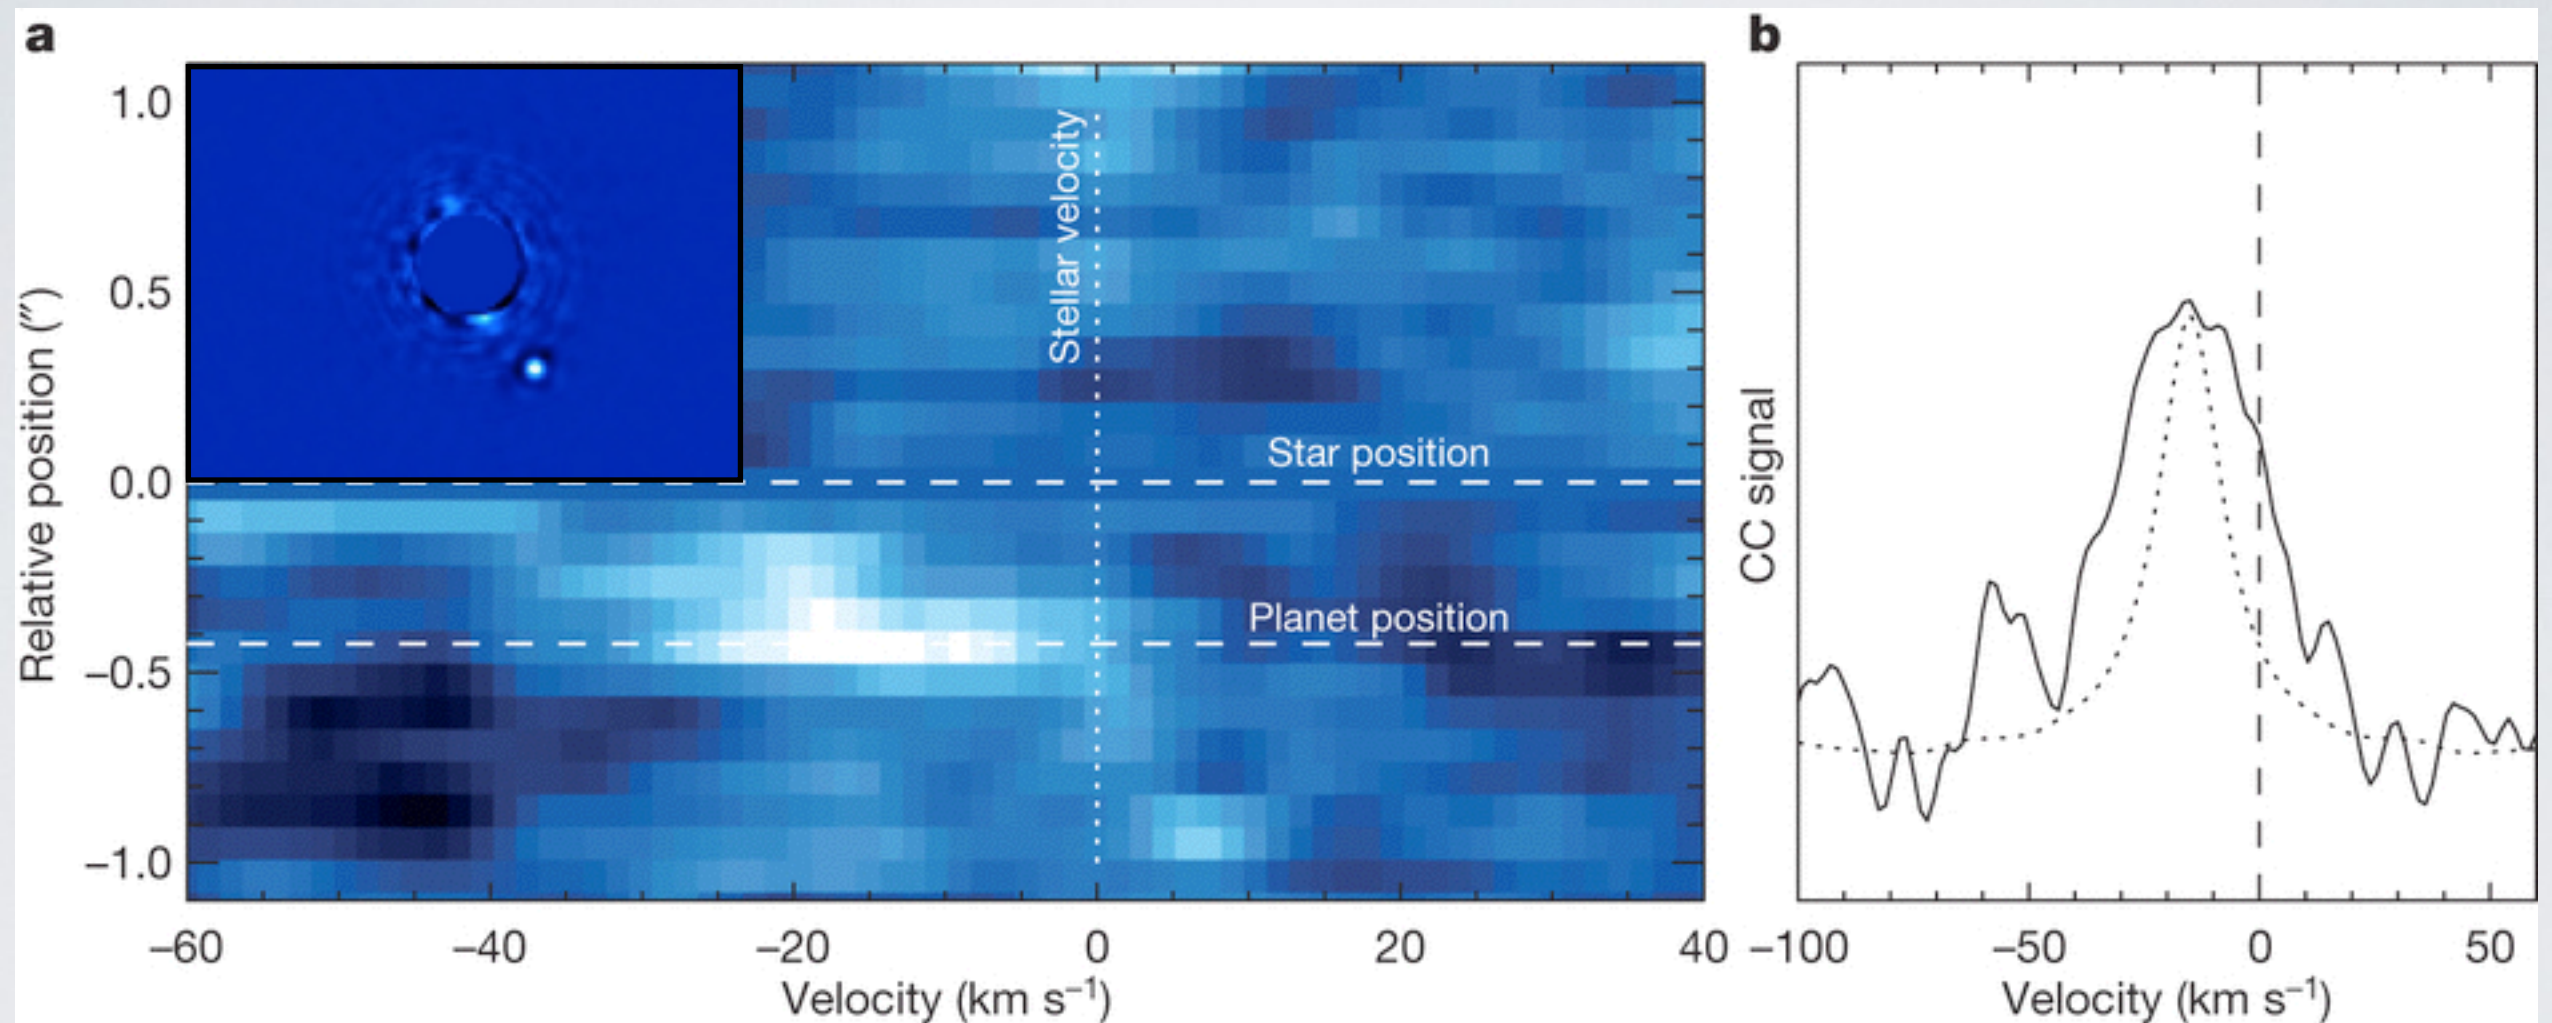 a
1.0
0.5
0.0
–0.5
–1.0
Relative position (″)
Stellar velocity
Star position
Planet position
–60
–40
–20
0
20
40
Velocity (km s⁻¹)
b
CC signal
–100
–50
0
50
Velocity (km s⁻¹)